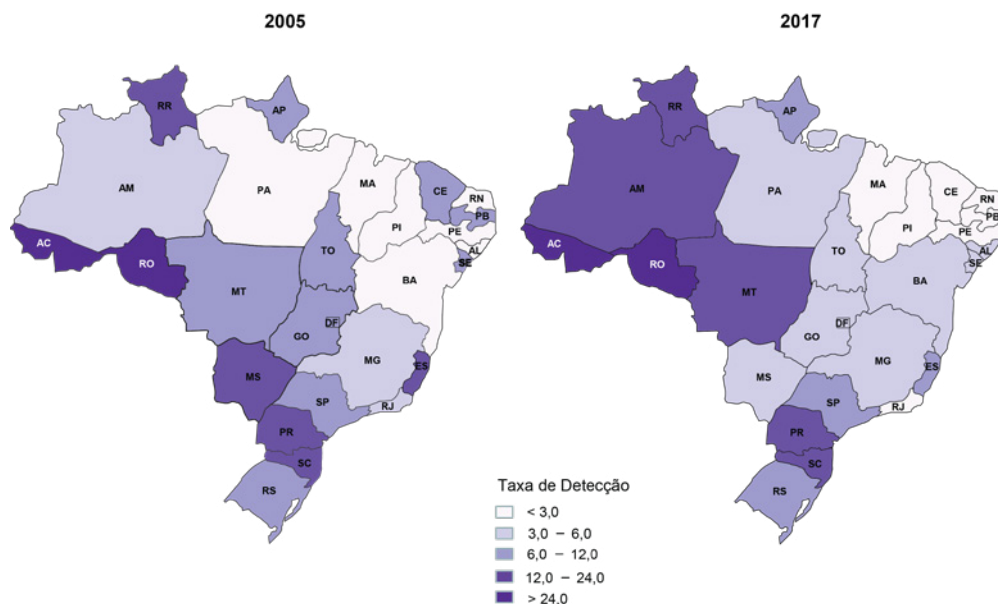 2005
2017
RR
AP
AM
PA
MA
CE
RN
PB
PE
PI
AL
SE
AC
RO
TO
BA
MT
DF
GO
MG
ES
MS
SP
RJ
PR
SC
RS
RR
AP
AM
PA
MA
CE
RN
PB
PE
PI
AL
SE
AC
RO
TO
BA
MT
DF
GO
MG
ES
MS
SP
RJ
PR
SC
RS
Taxa de Detecção
< 3,0
3,0 – 6,0
6,0 – 12,0
12,0 – 24,0
> 24,0